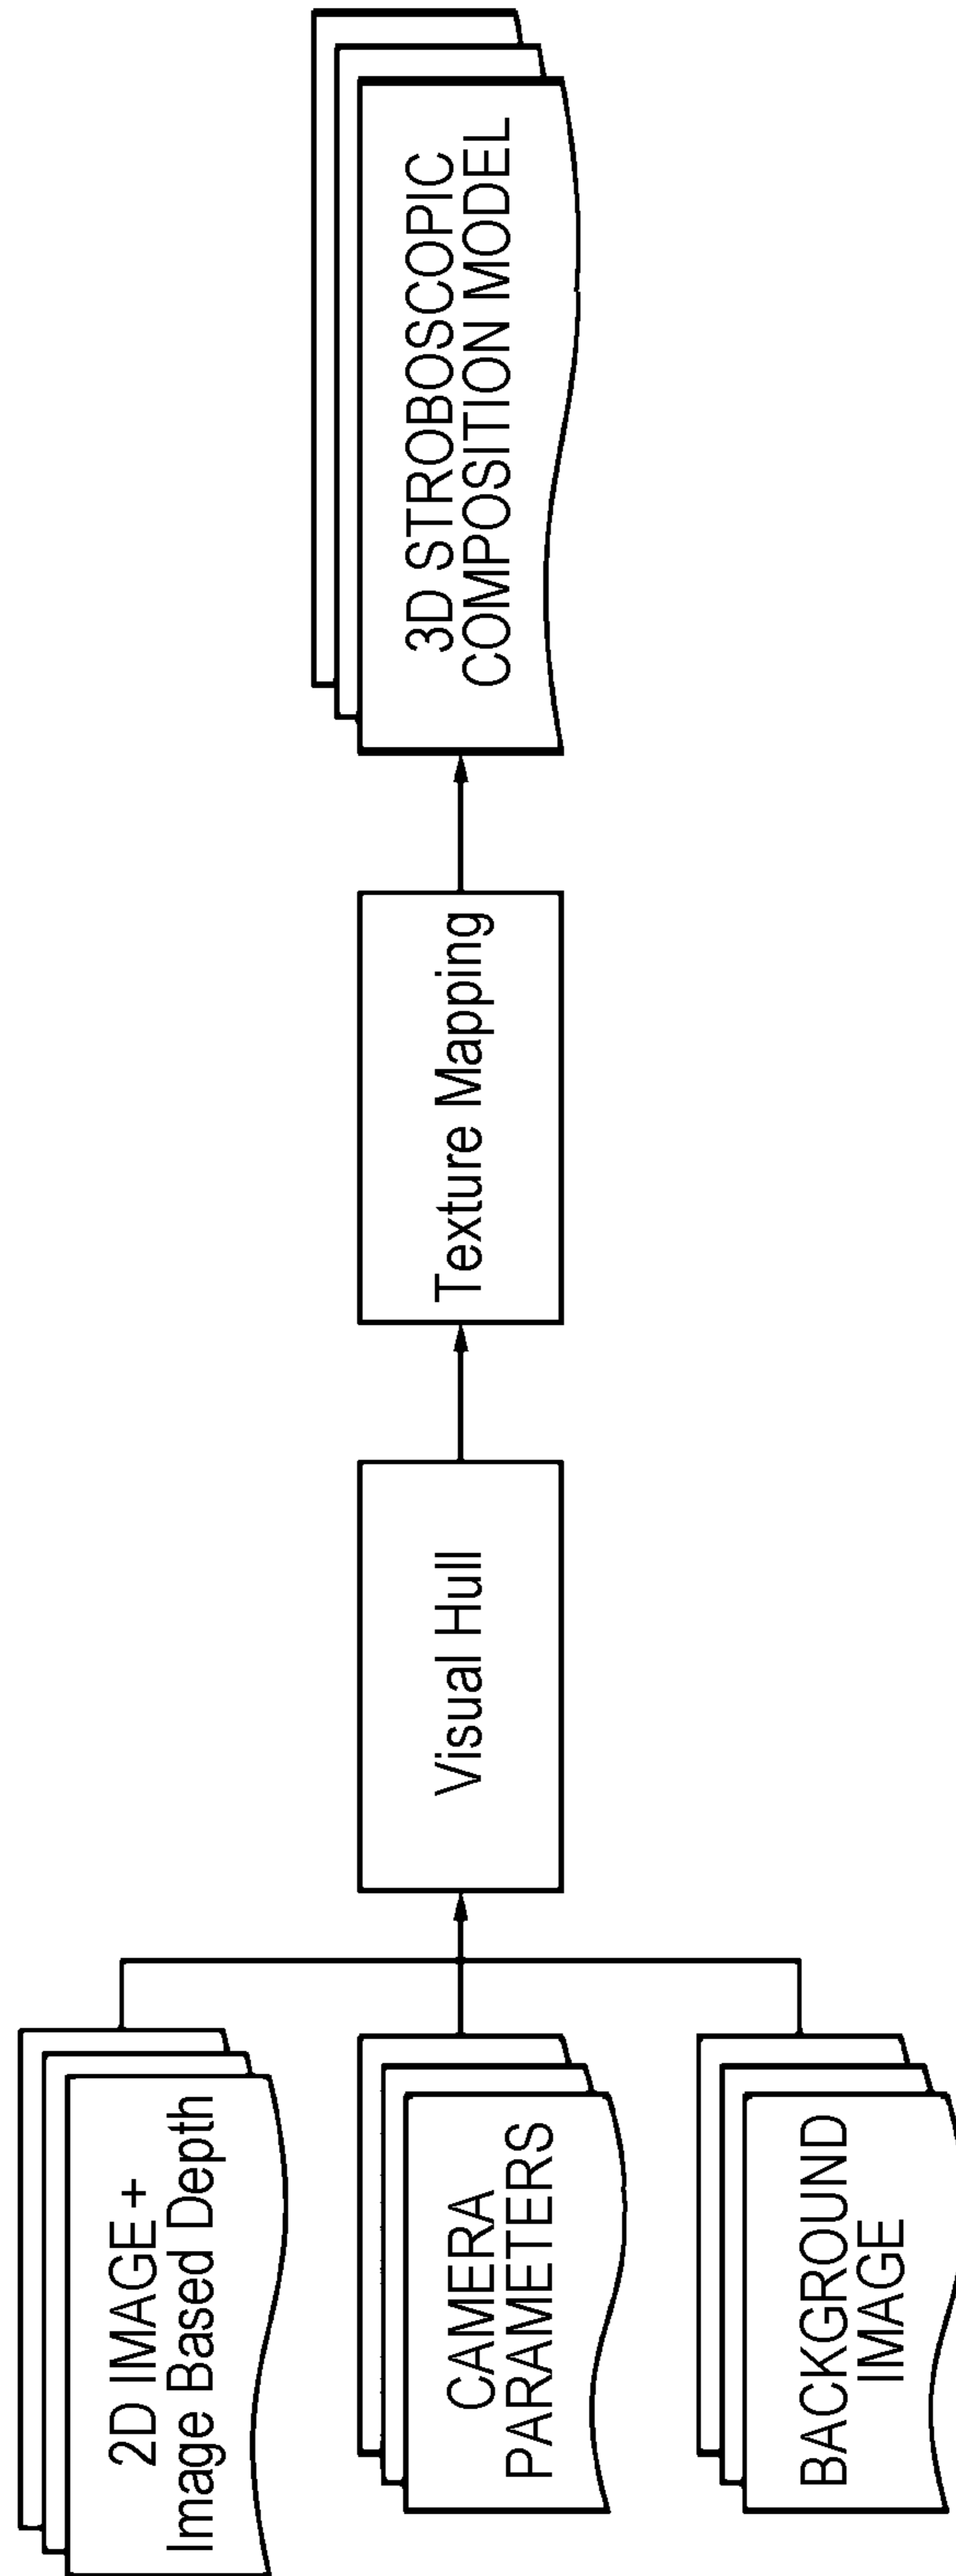 2D IMAGE +
Image Based Depth
CAMERA
PARAMETERS
BACKGROUND
IMAGE
Visual Hull
Texture Mapping
3D STROBOSCOPIC
COMPOSITION MODEL